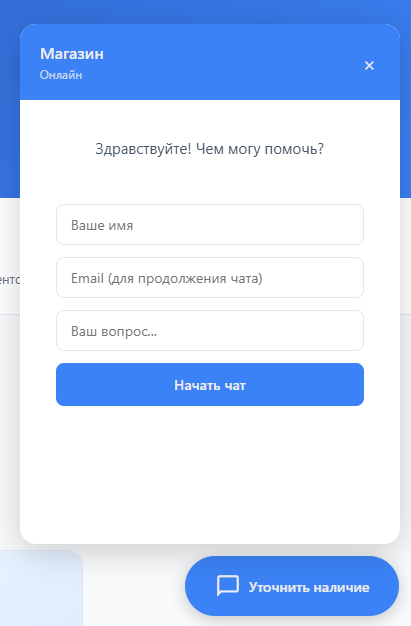 Магазин
Онлайн
×
Здравствуйте! Чем могу помочь?
Ваше имя
Email (для продолжения чата)
Ваш вопрос...
Начать чат
Уточнить наличие